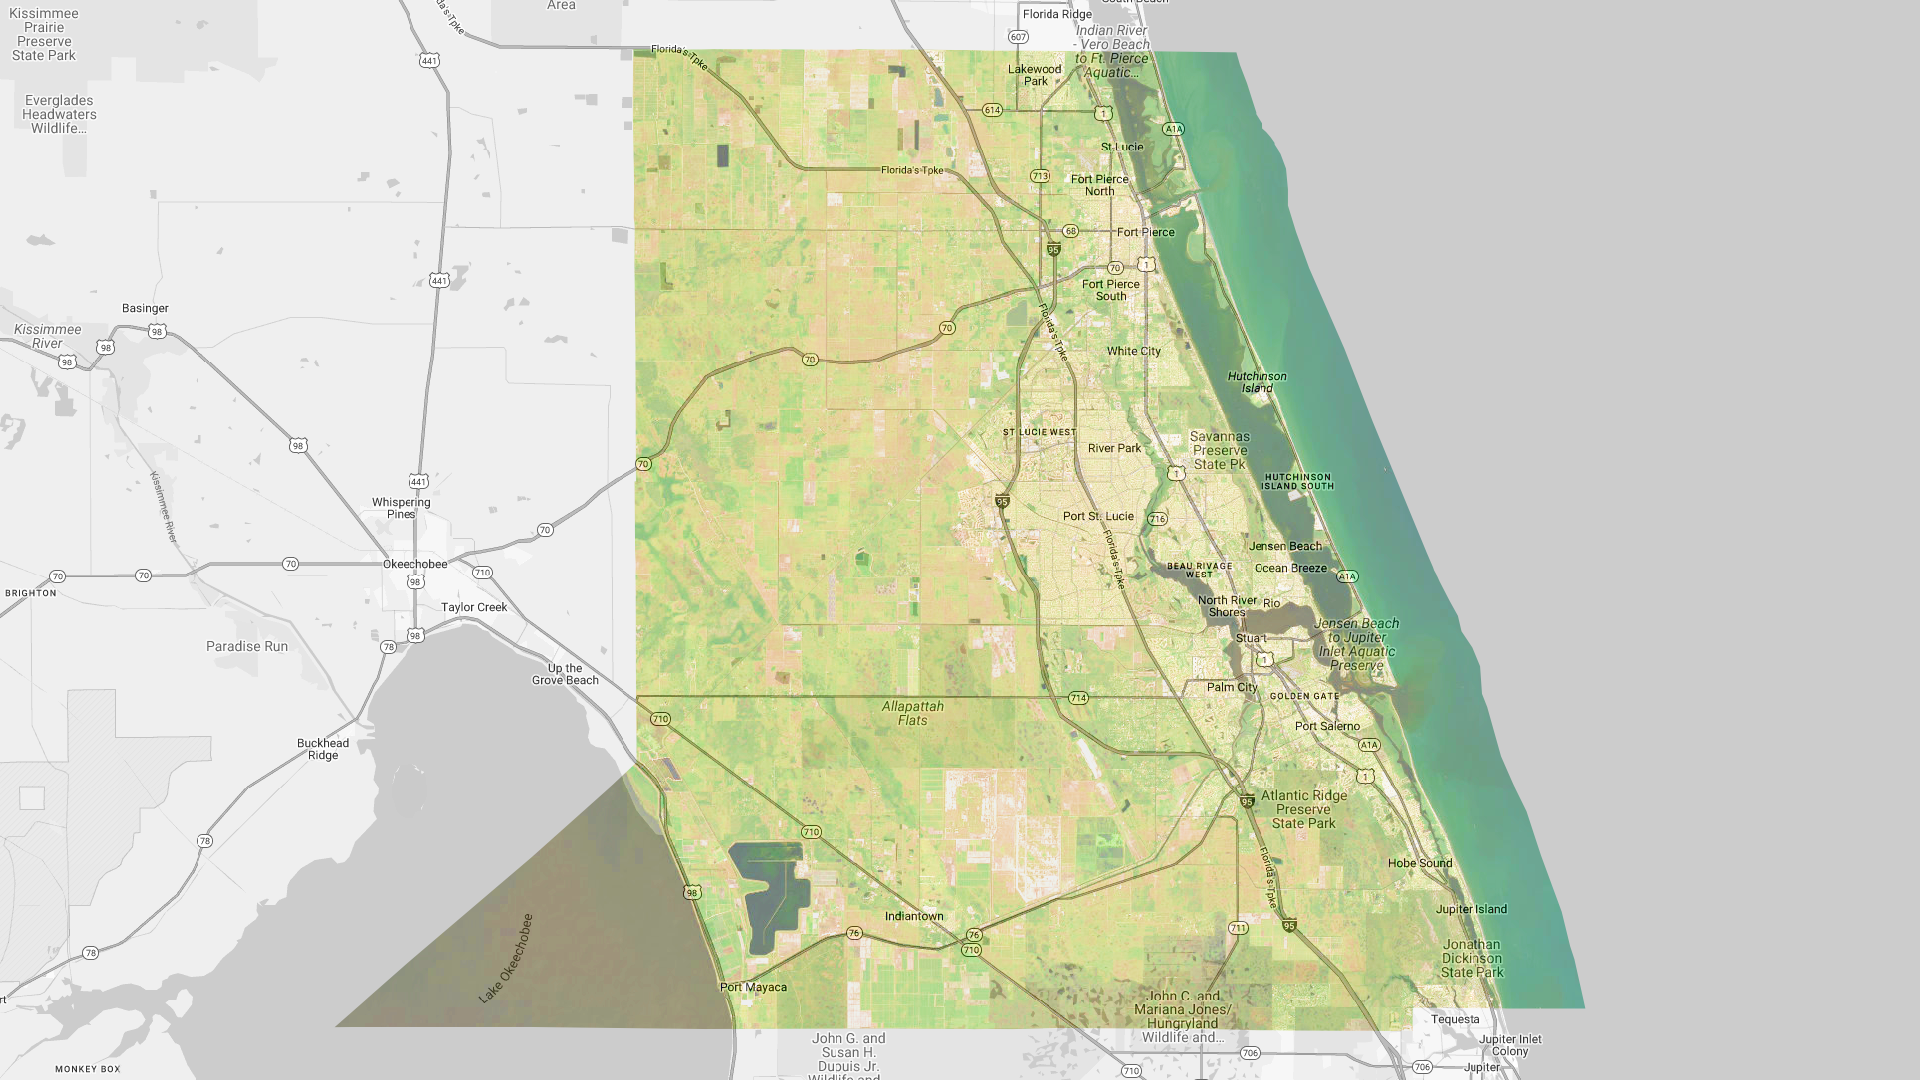 Kissimmee
Prairie
Preserve
State Park
Everglades
Headwaters
Wildlife...
Area
441
Florida's Tpke
607
Florida Ridge
South Beach
Indian River
- Vero Beach
to Ft. Pierce
Aquatic...
Lakewood
Park
614
1
A1A
St Lucie
Florida's Tpke
713
Fort Pierce
North
68
Fort Pierce
95
70
1
441
Basinger
98
98
98
Kissimmee
River
Fort Pierce
South
Florida's Tpke
70
70
White City
Hutchinson
Island
98
441
70
ST LUCIE WEST
River Park
Savannas
Preserve
State Pk
1
HUTCHINSON
ISLAND SOUTH
Kissimmee River
Whispering
Pines
95
Port St. Lucie
716
70
Florida's Tpke
Jensen Beach
Ocean Breeze
A1A
BEAU RIVAGE
WEST
70
70
70
Okeechobee
98
710
BRIGHTON
Taylor Creek
North River
Shores
Rio
Stuart
98
78
Jensen Beach
to Jupiter
Inlet Aquatic
Preserve
Paradise Run
Up the
Grove Beach
1
Palm City
714
GOLDEN GATE
Allapattah
Flats
710
Port Salerno
A1A
Buckhead
Ridge
1
95
Atlantic Ridge
Preserve
State Park
78
710
Florida's Tpke
Hobe Sound
98
Indiantown
Jupiter Island
76
76
710
711
95
Lake Okeechobee
78
Jonathan
Dickinson
State Park
Port Mayaca
John C. and
Mariana Jones/
Hungryland
Wildlife and...
Tequesta
John G. and
Susan H.
Dupuis Jr.
Wildlife and
706
Jupiter Inlet
Colony
MONKEY BOX
710
706
Jupiter